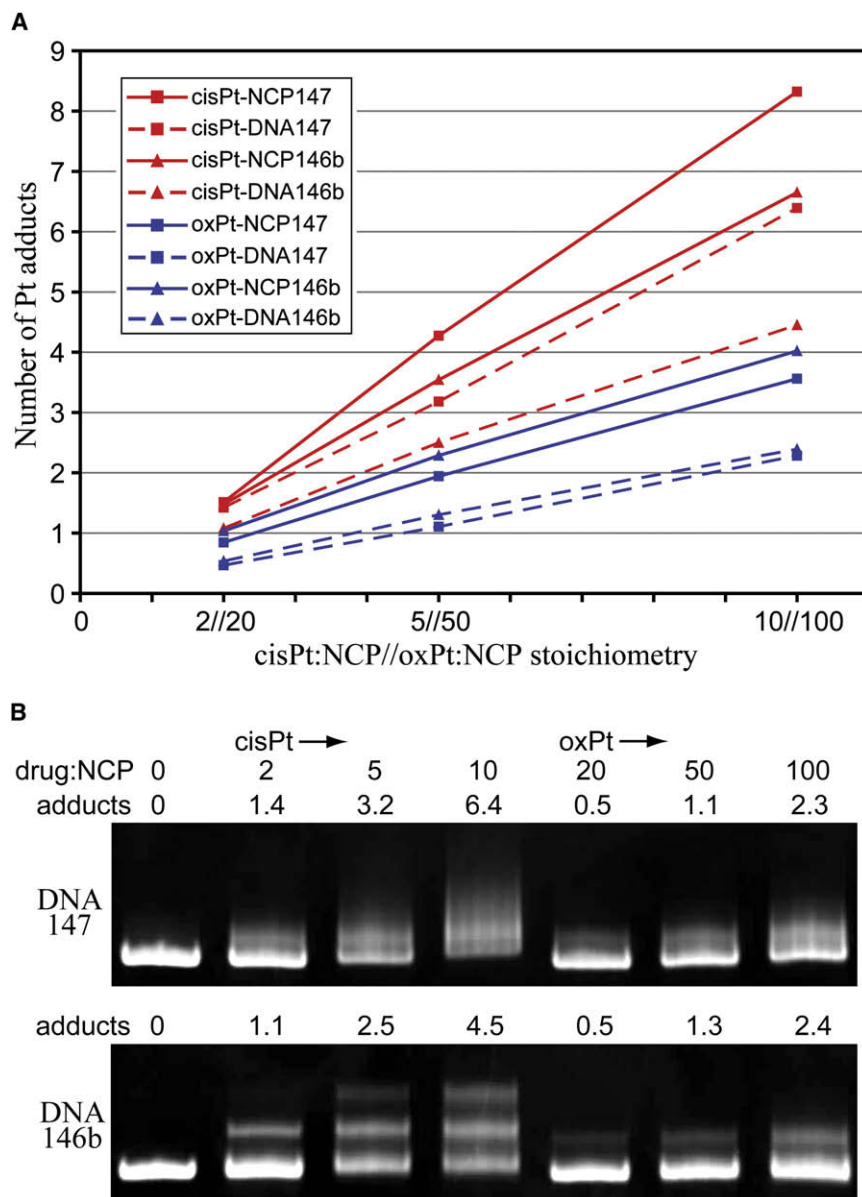 A
9
8
7
6
5
4
3
2
1
0
Number of Pt adducts
cisPt-NCP147
cisPt-DNA147
cisPt-NCP146b
cisPt-DNA146b
oxPt-NCP147
oxPt-DNA147
oxPt-NCP146b
oxPt-DNA146b
0 2//20 5//50 10//100
cisPt:NCP//oxPt:NCP stoichiometry
B
cisPt → oxPt →
drug:NCP 0 2 5 10 20 50 100
adducts 0 1.4 3.2 6.4 0.5 1.1 2.3
DNA
147
adducts 0 1.1 2.5 4.5 0.5 1.3 2.4
DNA
146b